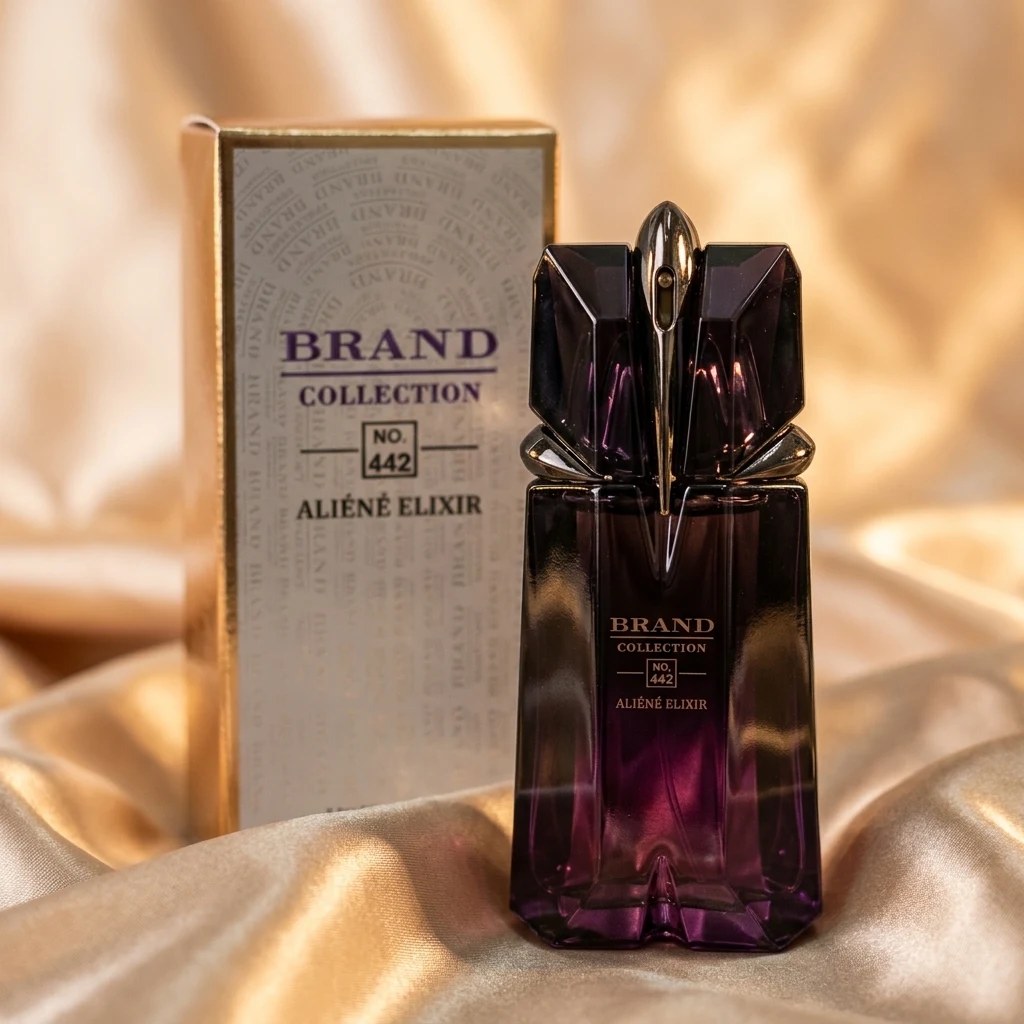 BRAND
COLLECTION
NO.
442
ALIÉNÉ ELIXIR
BRAND
COLLECTION
NO.
442
ALIÉNÉ ELIXIR